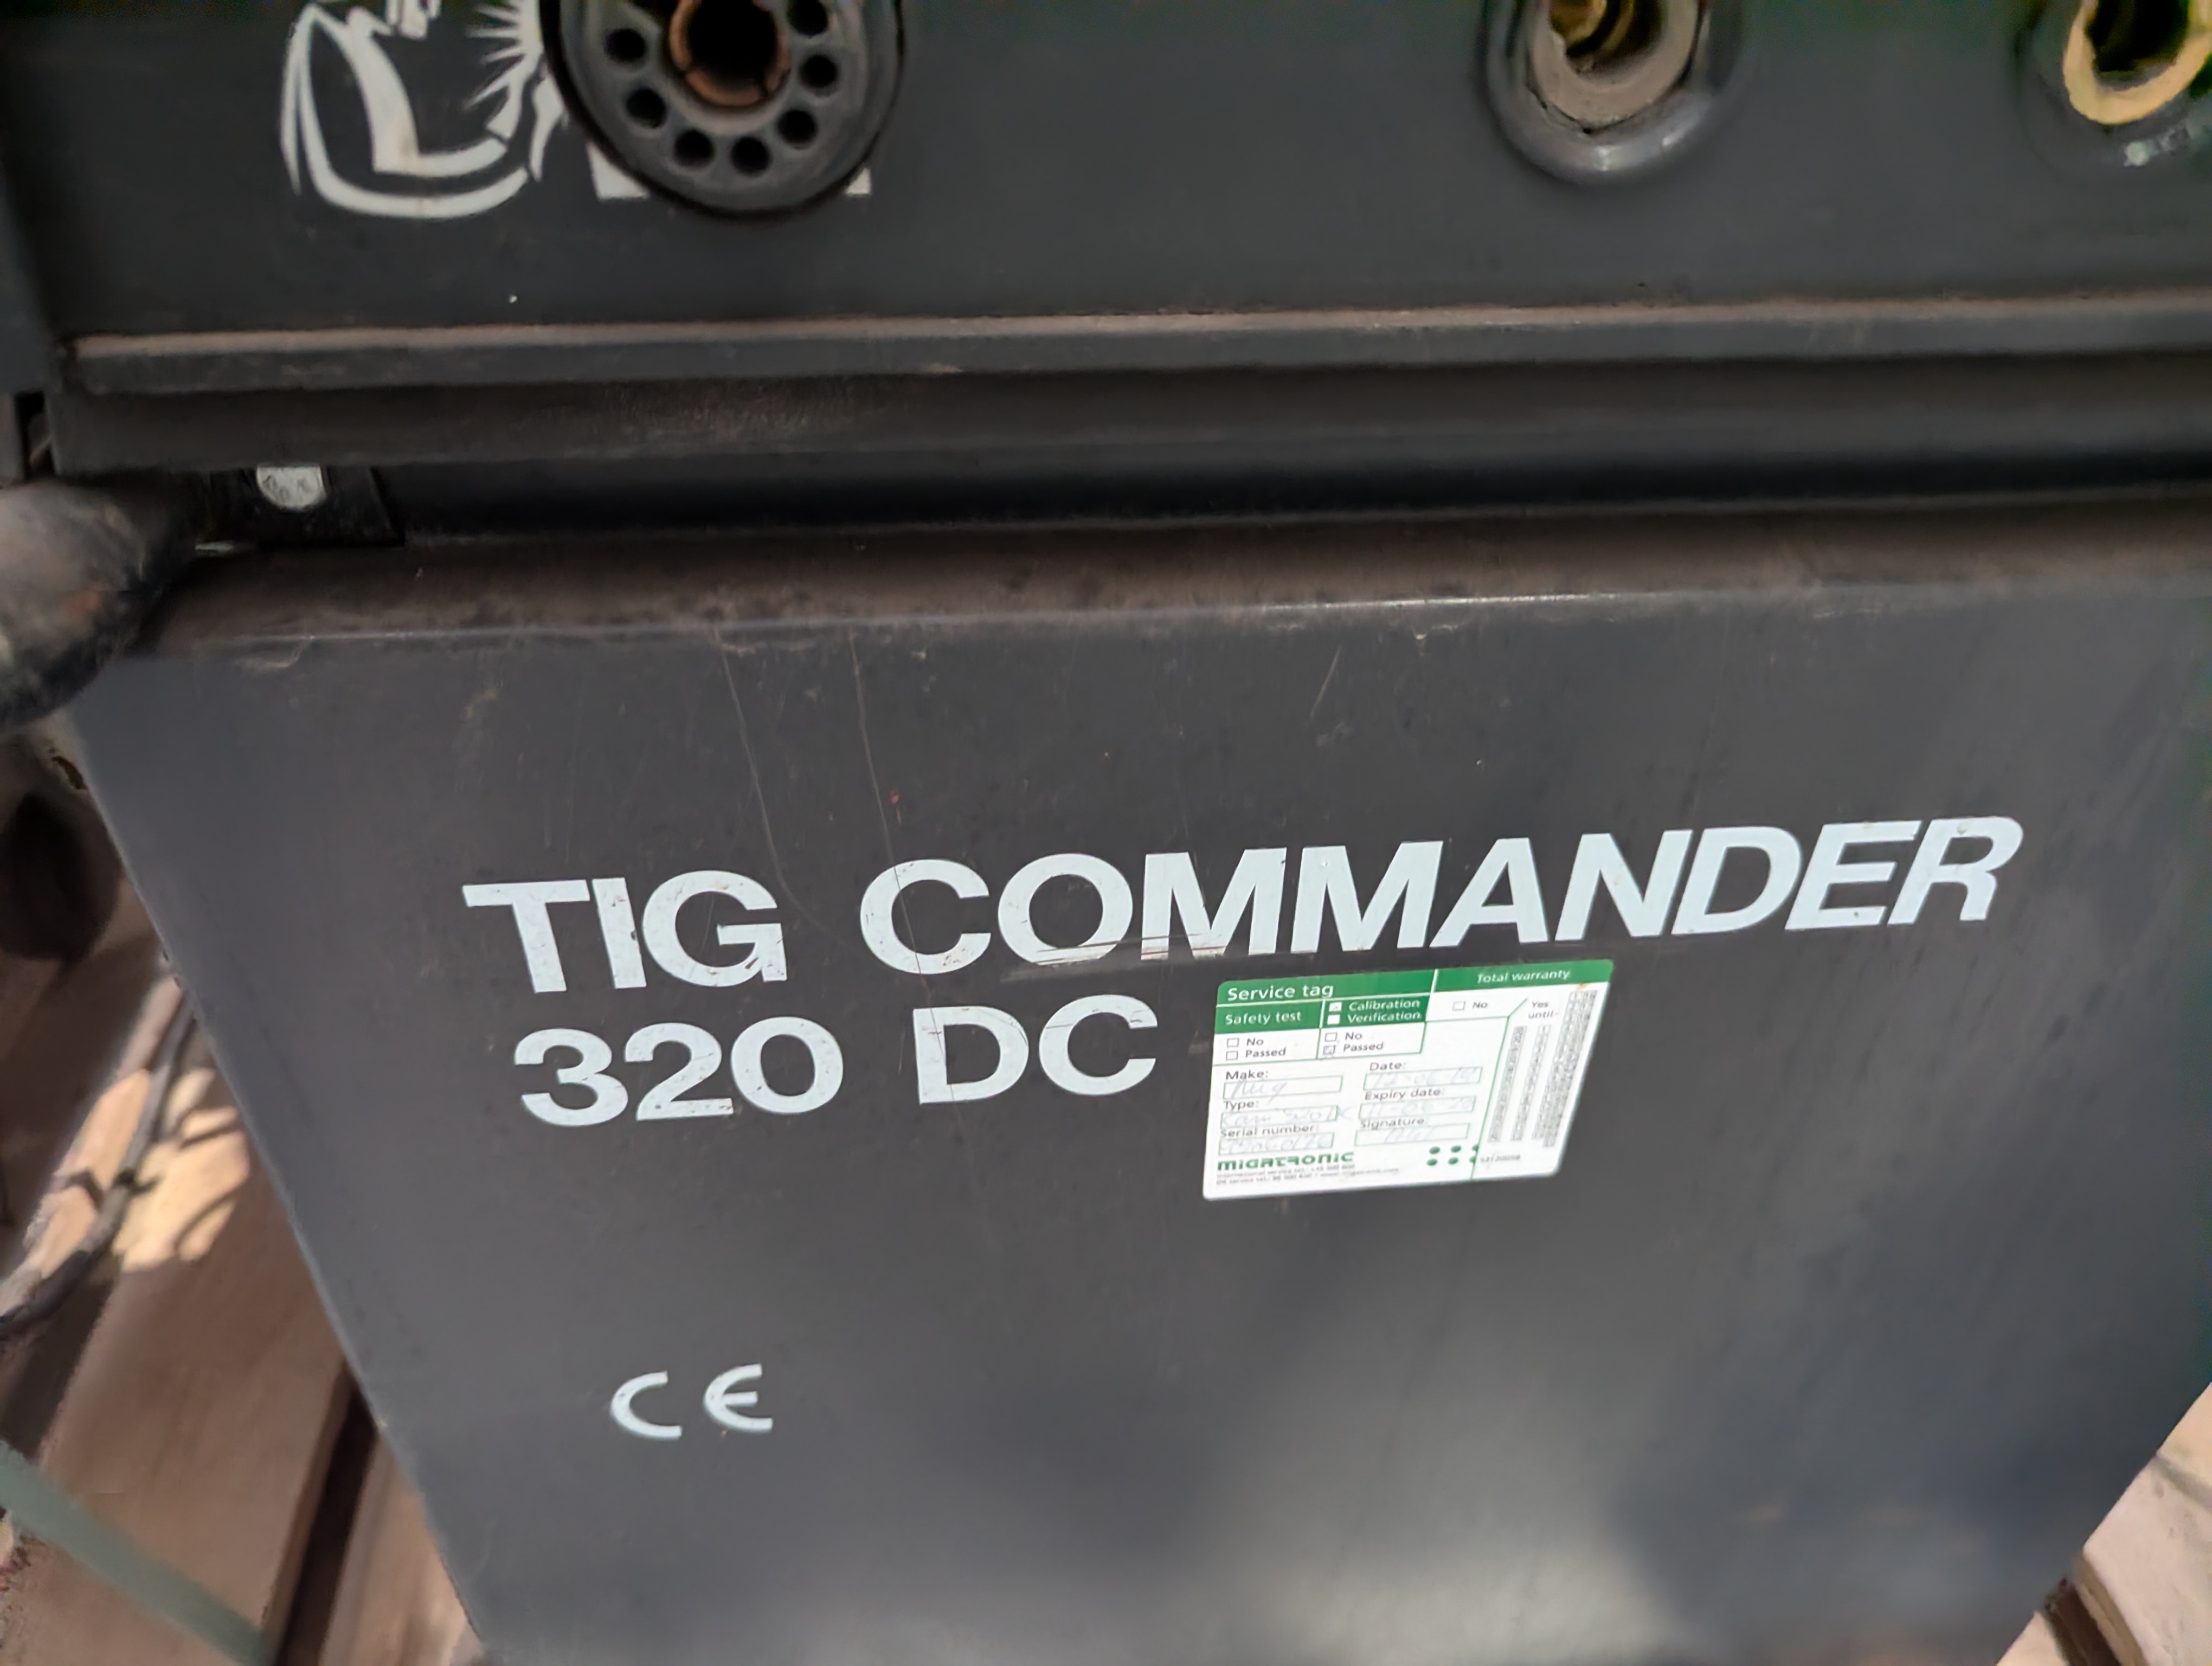 TIG COMMANDER
320 DC
Service tag
Total warranty
Safety test
Calibration
Verification
No
Yes
until
No
Passed
No
Passed
Make:
Date:
Type:
Expiry date:
Serial number:
Signature:
MIGATRONIC
CE